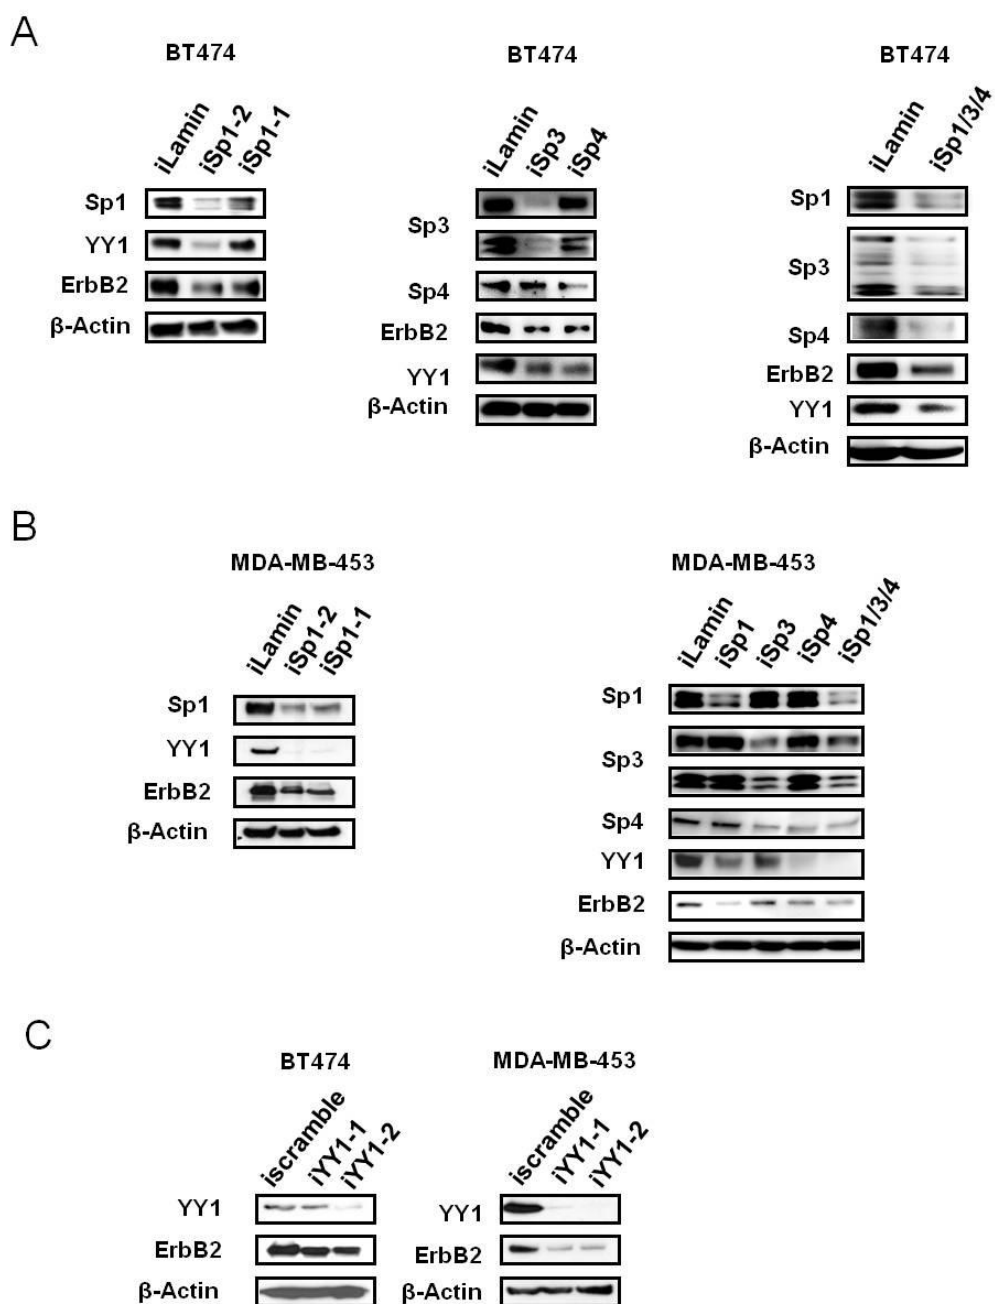 A
BT474
iLamin
iSp1-2
iSp1-1
Sp1
YY1
ErbB2
β-Actin
BT474
iLamin
iSp3
iSp4
Sp3
Sp4
ErbB2
YY1
β-Actin
BT474
iLamin
iSp1/3/4
Sp1
Sp3
Sp4
ErbB2
YY1
β-Actin
B
MDA-MB-453
iLamin
iSp1-2
iSp1-1
Sp1
YY1
ErbB2
β-Actin
MDA-MB-453
iLamin
iSp1
iSp3
iSp4
iSp1/3/4
Sp1
Sp3
Sp4
YY1
ErbB2
β-Actin
C
BT474
iscramble
iYY1-1
iYY1-2
YY1
ErbB2
β-Actin
MDA-MB-453
iscramble
iYY1-1
iYY1-2
YY1
ErbB2
β-Actin